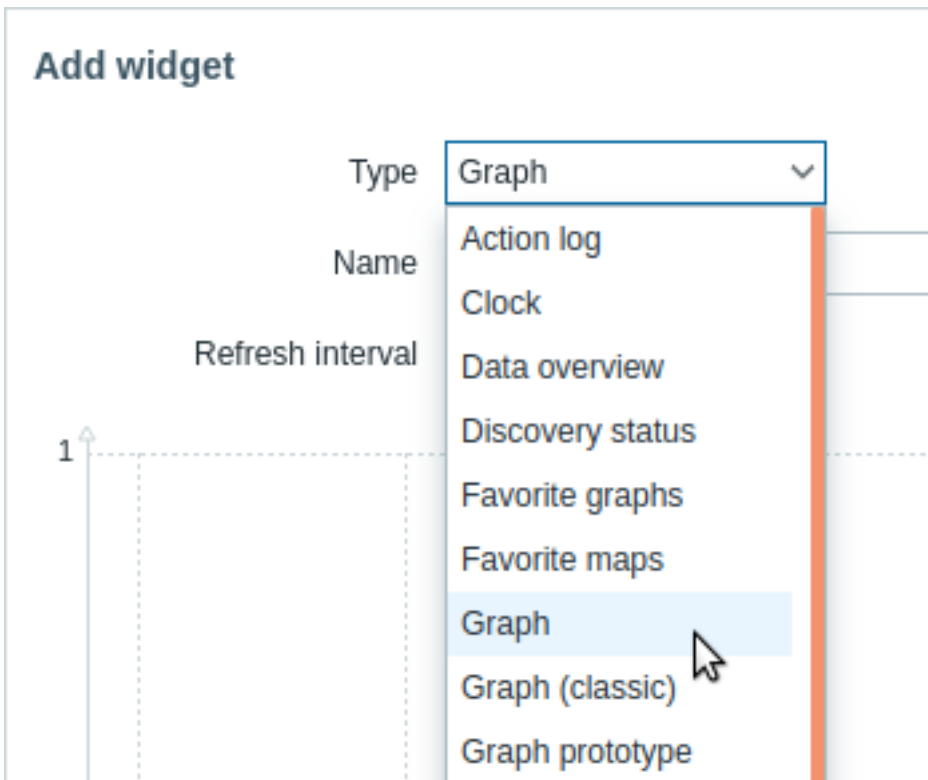 Add widget
Type Graph
Action log
Name
Clock
Refresh interval
Data overview
Discovery status
1
Favorite graphs
Favorite maps
Graph
Graph (classic)
Graph prototype